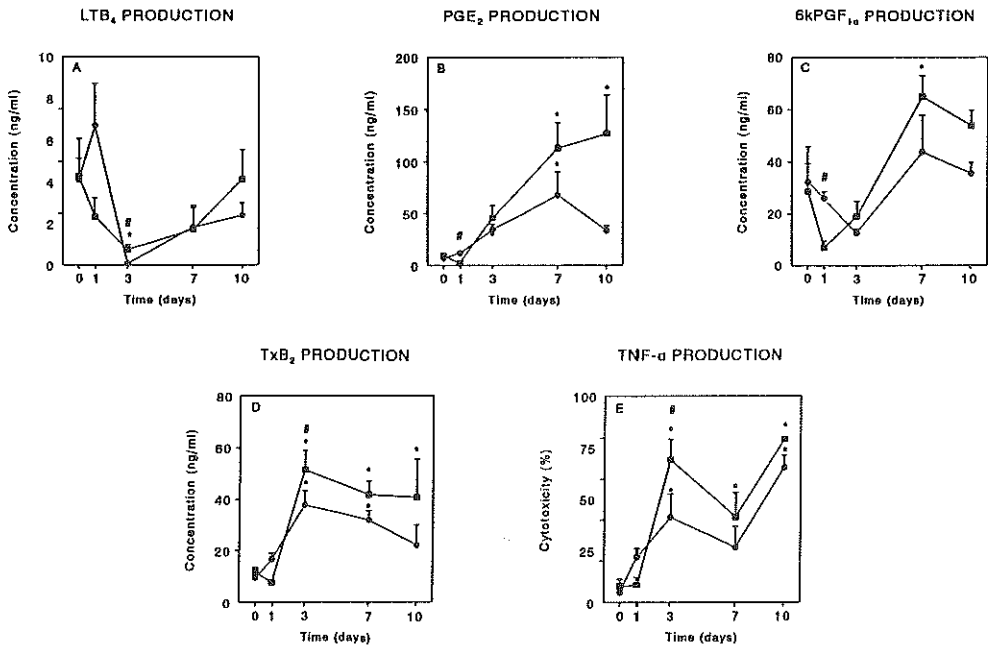 LTB₄ PRODUCTION
A
Concentration (ng/ml)
10
8
6
4
2
0
#
*
0 1 3 7 10
Time (days)
PGE₂ PRODUCTION
B
Concentration (ng/ml)
200
150
100
50
0
#
*
*
*
0 1 3 7 10
Time (days)
6kPGF₁α PRODUCTION
C
Concentration (ng/ml)
80
60
40
20
0
#
*
0 1 3 7 10
Time (days)
TxB₂ PRODUCTION
D
Concentration (ng/ml)
80
60
40
20
0
#
*
*
*
*
*
0 1 3 7 10
Time (days)
TNF-α PRODUCTION
E
Cytotoxicity (%)
100
75
50
25
0
#
*
*
*
*
*
0 1 3 7 10
Time (days)